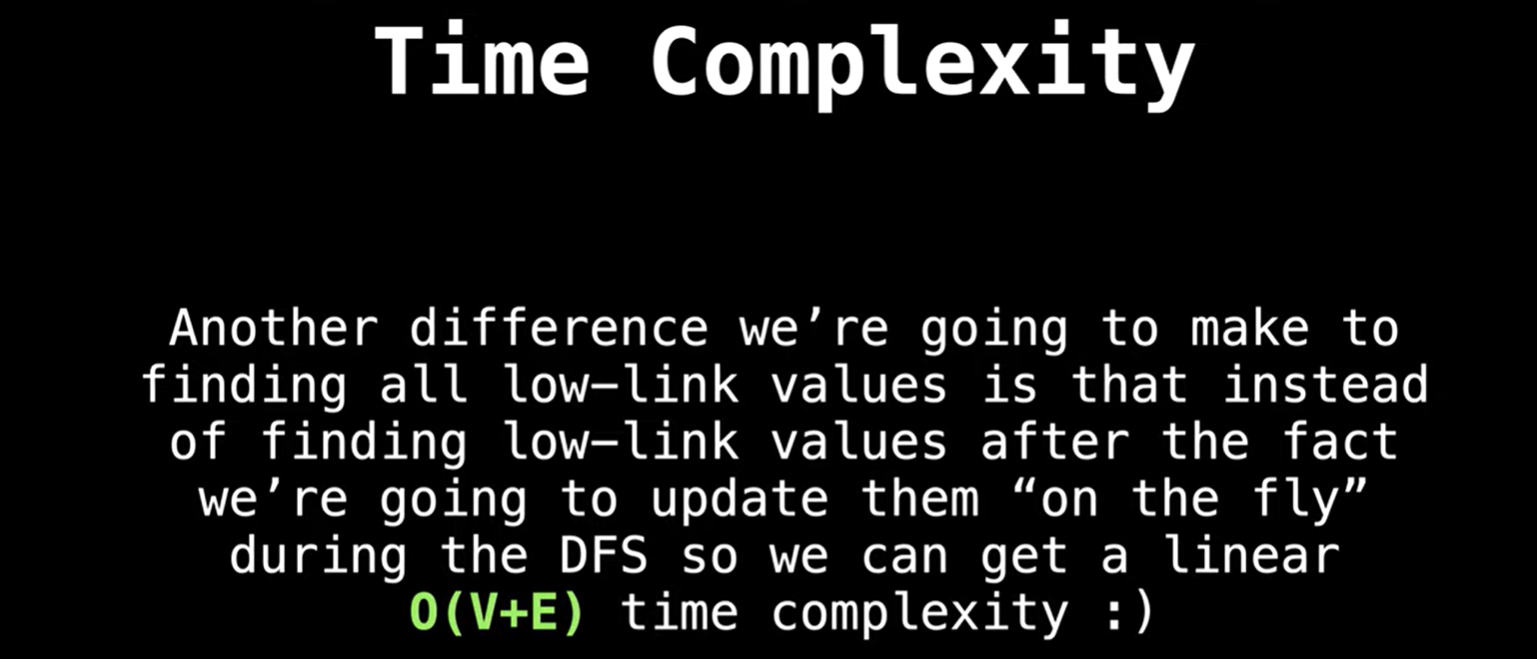 Time Complexity
Another difference we’re going to make to
finding all low-link values is that instead
of finding low-link values after the fact
we’re going to update them “on the fly”
during the DFS so we can get a linear
O(V+E) time complexity :)